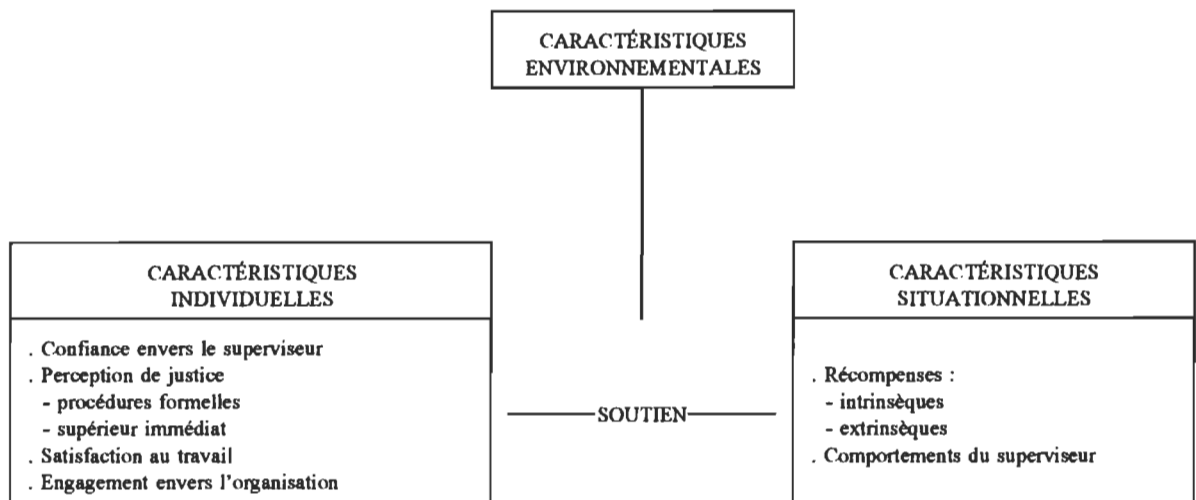 CARACTÉRISTIQUES
ENVIRONNEMENTALES
CARACTÉRISTIQUES
INDIVIDUELLES
. Confiance envers le superviseur
. Perception de justice
- procédures formelles
- supérieur immédiat
. Satisfaction au travail
. Engagement envers l'organisation
SOUTIEN
CARACTÉRISTIQUES
SITUATIONNELLES
. Récompenses :
- intrinsèques
- extrinsèques
. Comportements du superviseur